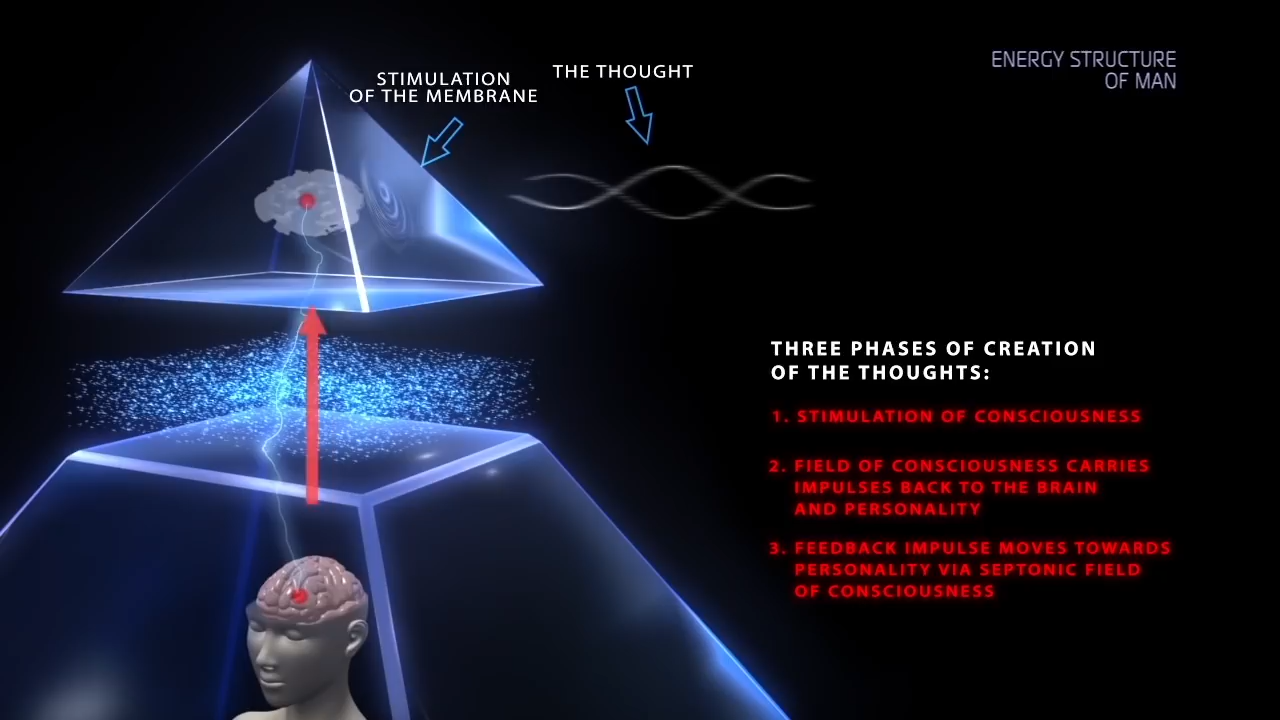 STIMULATION
OF THE MEMBRANE
THE THOUGHT
ENERGY STRUCTURE
OF MAN
THREE PHASES OF CREATION
OF THE THOUGHTS:
1. STIMULATION OF CONSCIOUSNESS
2. FIELD OF CONSCIOUSNESS CARRIES
IMPULSES BACK TO THE BRAIN
AND PERSONALITY
3. FEEDBACK IMPULSE MOVES TOWARDS
PERSONALITY VIA SEPTONIC FIELD
OF CONSCIOUSNESS